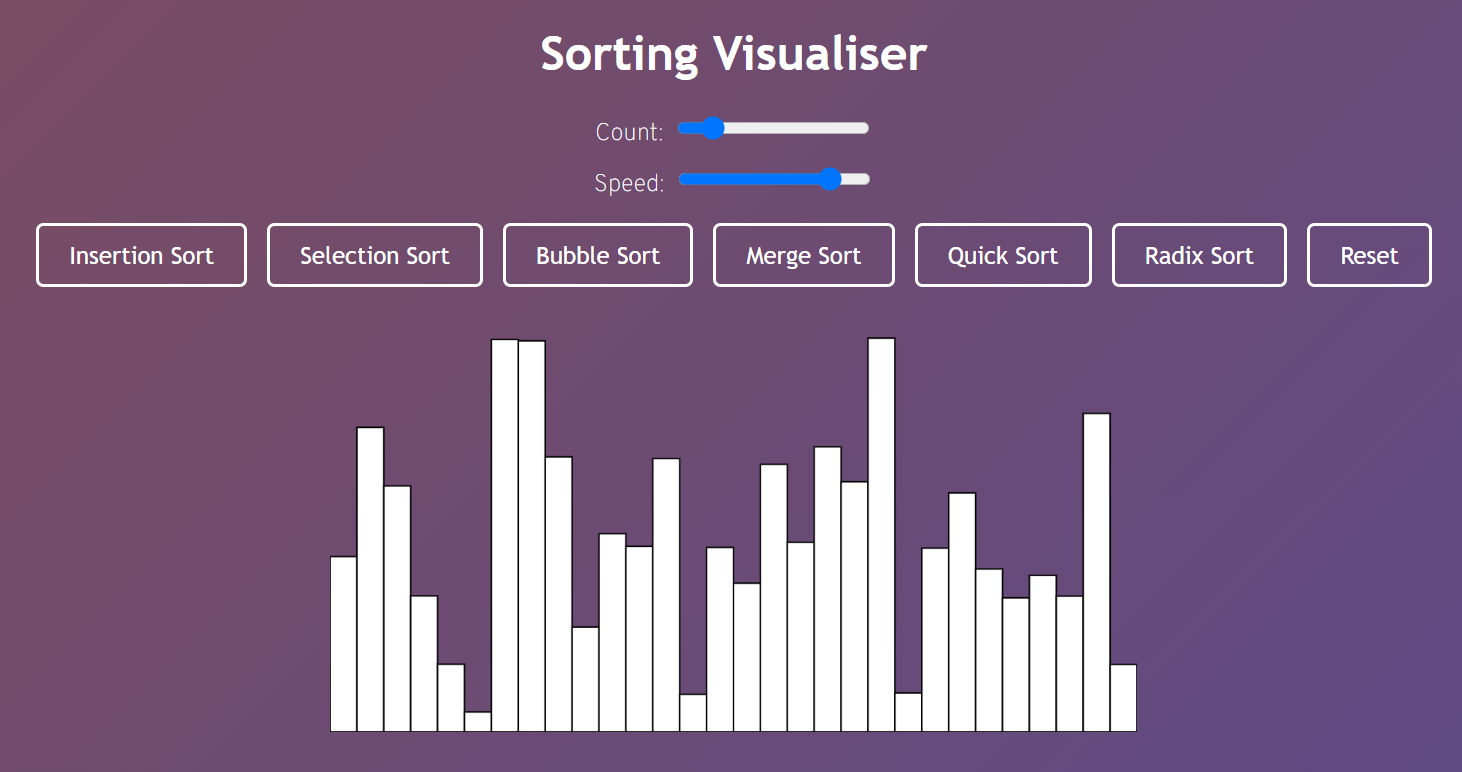 Sorting Visualiser
Count:
Speed:
Insertion Sort
Selection Sort
Bubble Sort
Merge Sort
Quick Sort
Radix Sort
Reset